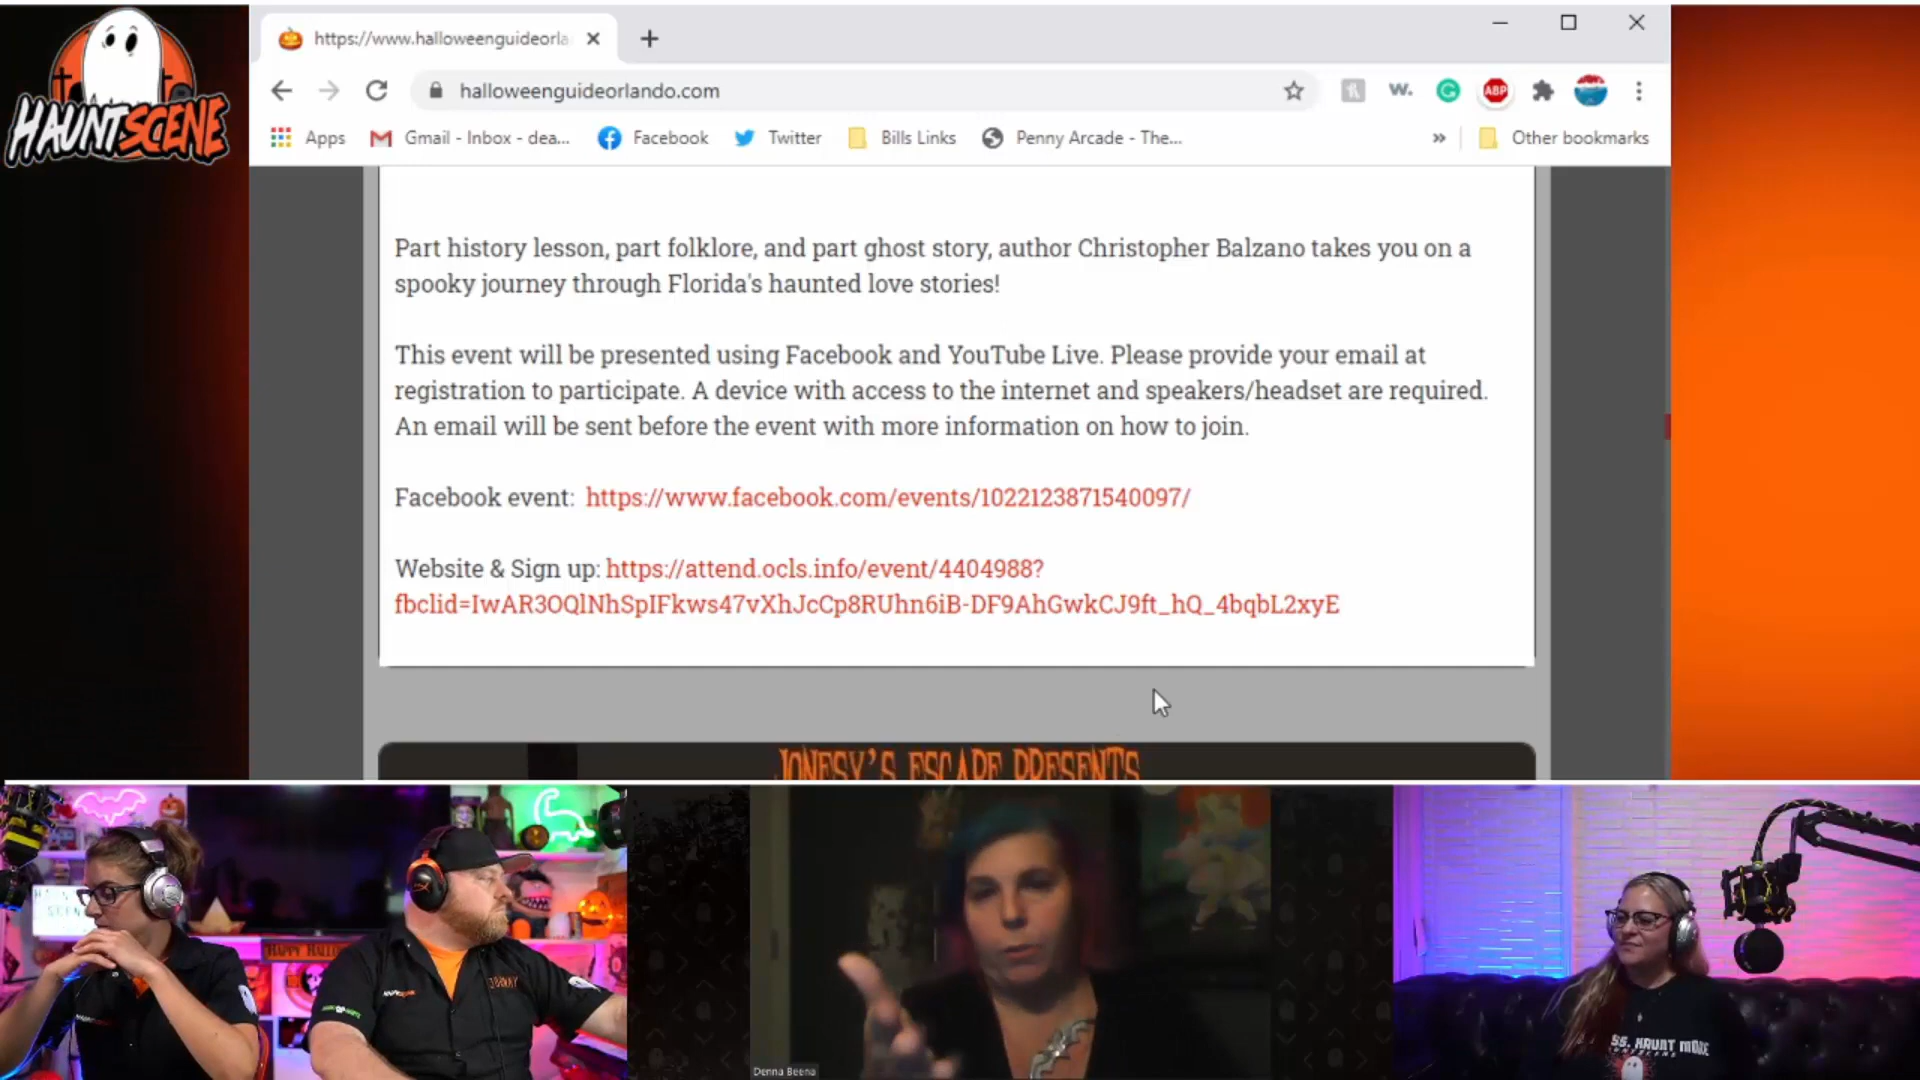 HAUNTSCENE
https://www.halloweenguideorla
halloweenguideorlando.com
ABP
Apps
Gmail - Inbox - dea...
Facebook
Twitter
Bills Links
Penny Arcade - The...
Other bookmarks
Part history lesson, part folklore, and part ghost story, author Christopher Balzano takes you on a
spooky journey through Florida's haunted love stories!
This event will be presented using Facebook and YouTube Live. Please provide your email at
registration to participate. A device with access to the internet and speakers/headset are required.
An email will be sent before the event with more information on how to join.
Facebook event: https://www.facebook.com/events/1022123871540097/
Website & Sign up: https://attend.ocls.info/event/4404988?
fbclid=IwAR3OQlNhSpIFkws47vXhJcCp8RUhn6iB-DF9AhGwkCJ9ft_hQ_4bqbL2xyE
JONESY'S ESCAPE PRESENTS
Denna Beena